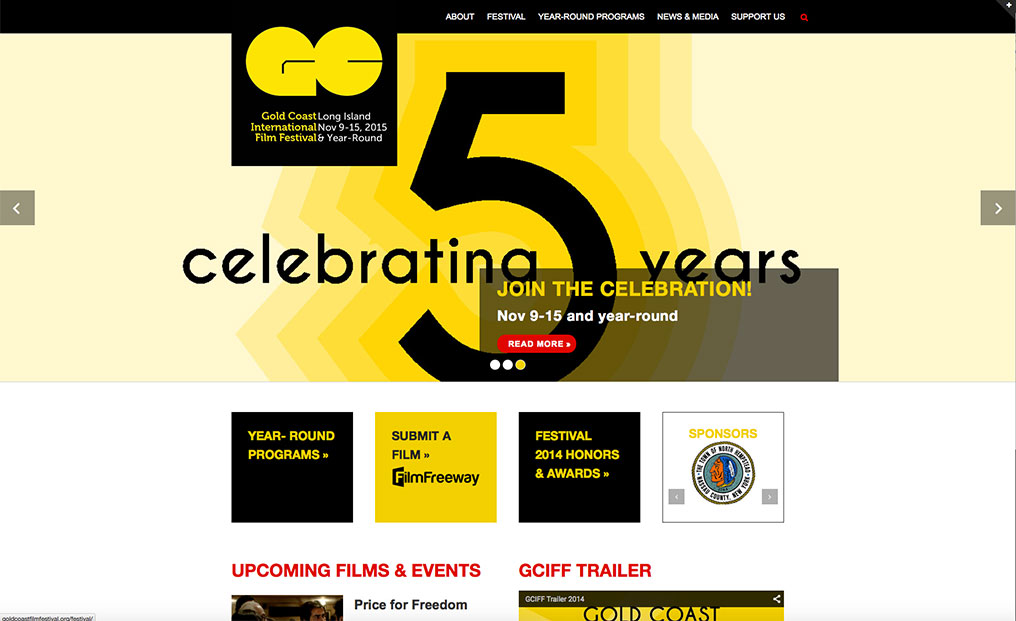 ABOUT FESTIVAL YEAR-ROUND PROGRAMS NEWS & MEDIA SUPPORT US
GC
Gold Coast Long Island
International Nov 9-15, 2015
Film Festival & Year-Round
5
celebrating years
JOIN THE CELEBRATION!
Nov 9-15 and year-round
READ MORE »
YEAR- ROUND
PROGRAMS »
SUBMIT A
FILM »
FilmFreeway
FESTIVAL
2014 HONORS
& AWARDS »
SPONSORS
THE TOWN OF NORTH HEMPSTEAD
NASSAU COUNTY, NEW YORK
UPCOMING FILMS & EVENTS
GCIFF TRAILER
Price for Freedom
GCIFF Trailer 2014
GOLD COAST
goldcoastfilmfestival.org/festival/